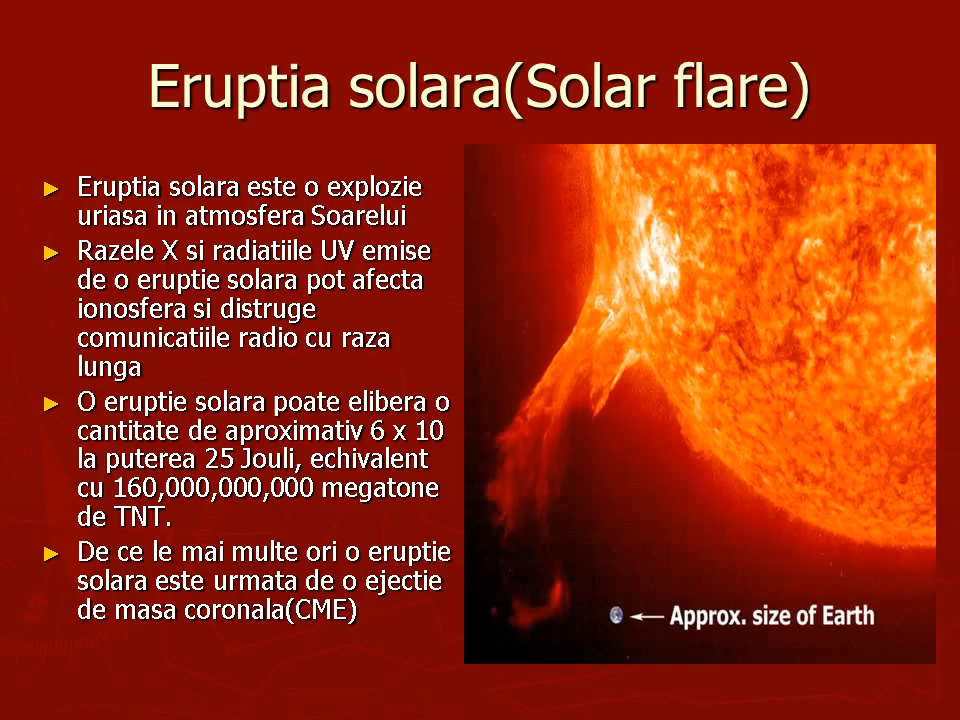 Eruptia solara(Solar flare)
► Eruptia solara este o explozie
uriasa in atmosfera Soarelui
► Razele X si radiatiile UV emise
de o eruptie solara pot afecta
ionosfera si distruge
comunicatiile radio cu raza
lunga
► O eruptie solara poate elibera o
cantitate de aproximativ 6 x 10
la puterea 25 Jouli, echivalent
cu 160,000,000,000 megatone
de TNT.
► De ce le mai multe ori o eruptie
solara este urmata de o ejectie
de masa coronala(CME)
Approx. size of Earth